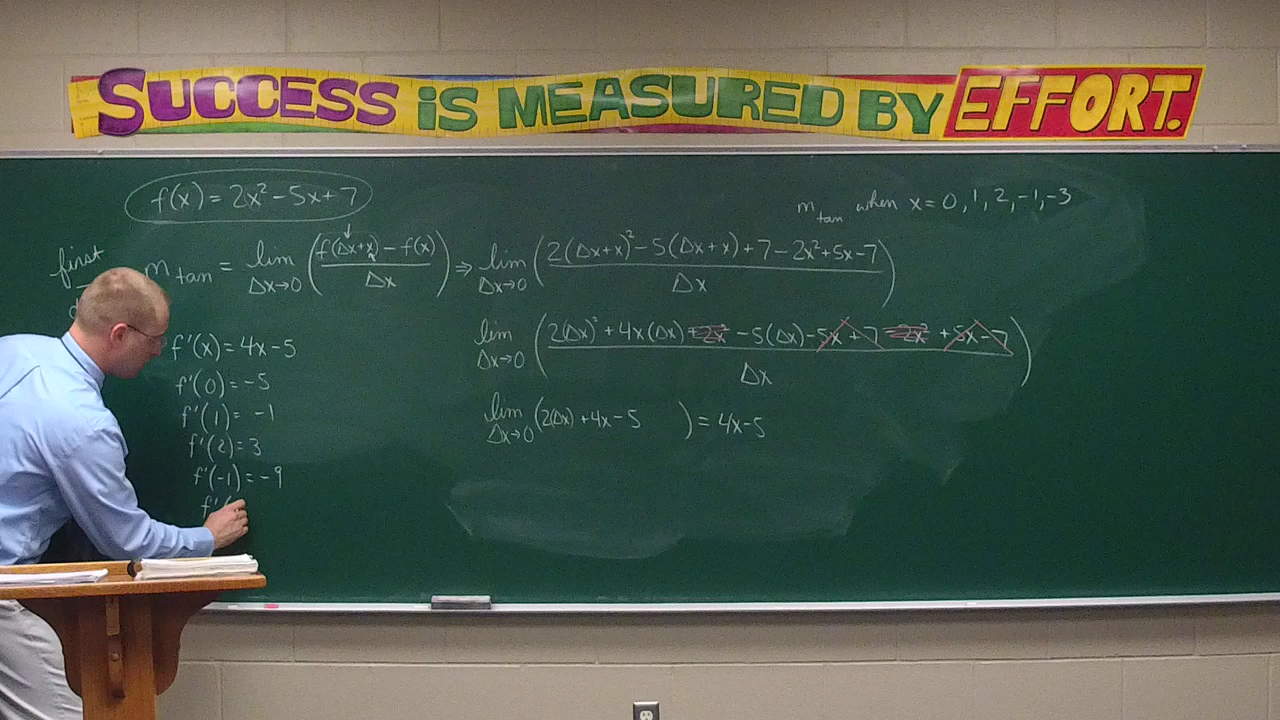 SUCCESS iS MEASURED BY EFFORT.
f(x) = 2x² - 5x + 7
m_tan when x = 0, 1, 2, -1, -3
first
m_tan = lim Δx→0 ( (f(Δx+x) - f(x)) / Δx ) ⇒ lim Δx→0 ( (2(Δx+x)² - 5(Δx+x) + 7 - 2x² + 5x - 7) / Δx )
lim Δx→0 ( (2(Δx)² + 4x(Δx) + 2x² - 5(Δx) - 5x + 7 - 2x² + 5x - 7) / Δx )
lim Δx→0 (2(Δx) + 4x - 5 ) = 4x - 5
f'(x) = 4x - 5
f'(0) = -5
f'(1) = -1
f'(2) = 3
f'(-1) = -9
f'(